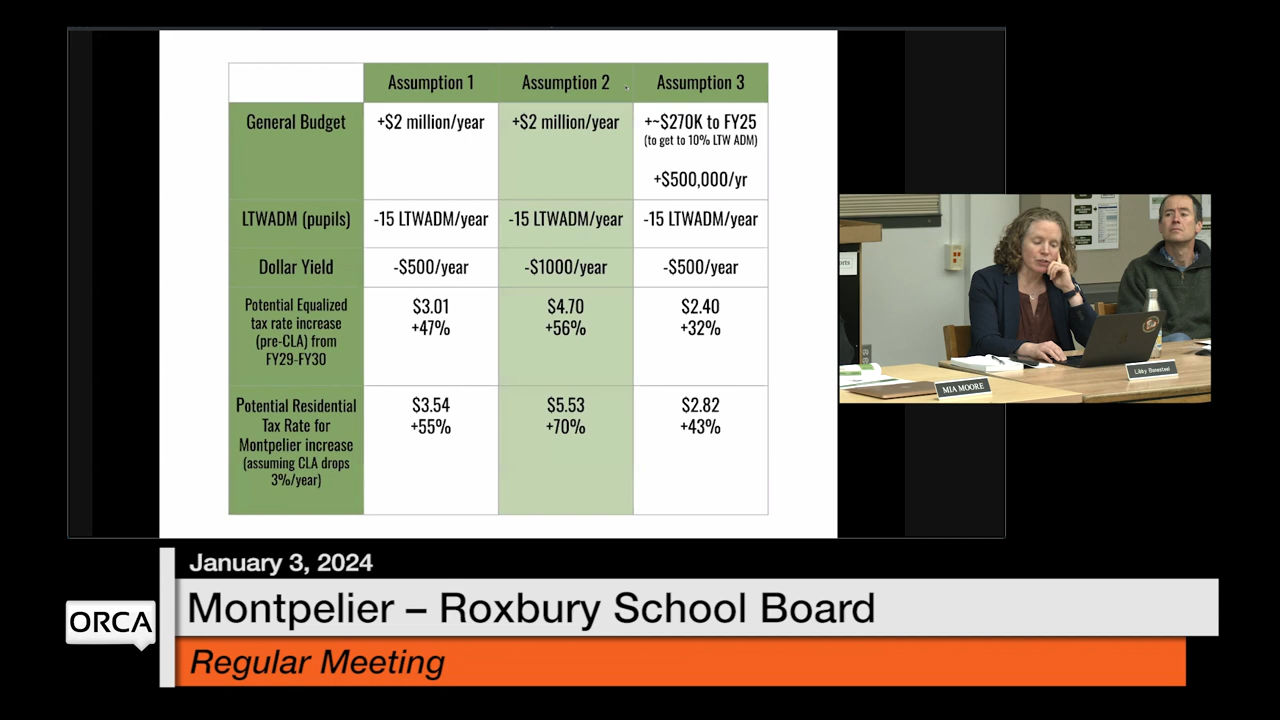 Assumption 1
Assumption 2
Assumption 3
General Budget
+$2 million/year
+$2 million/year
+~$270K to FY25
(to get to 10% LTW ADM)
+$500,000/yr
LTWADM (pupils)
-15 LTWADM/year
-15 LTWADM/year
-15 LTWADM/year
Dollar Yield
-$500/year
-$1000/year
-$500/year
Potential Equalized
tax rate increase
(pre-CLA) from
FY29-FY30
$3.01
+47%
$4.70
+56%
$2.40
+32%
Potential Residential
Tax Rate for
Montpelier increase
(assuming CLA drops
3%/year)
$3.54
+55%
$5.53
+70%
$2.82
+43%
orts
MIA MOORE
Libby Bonesteel
January 3, 2024
ORCA
Montpelier – Roxbury School Board
Regular Meeting